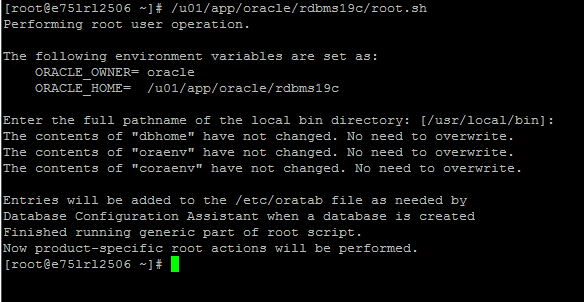 [root@e75lrl2506 ~]# /u01/app/oracle/rdbms19c/root.sh
Performing root user operation.
The following environment variables are set as:
ORACLE_OWNER= oracle
ORACLE_HOME=  /u01/app/oracle/rdbms19c
Enter the full pathname of the local bin directory: [/usr/local/bin]:
The contents of "dbhome" have not changed. No need to overwrite.
The contents of "oraenv" have not changed. No need to overwrite.
The contents of "coraenv" have not changed. No need to overwrite.
Entries will be added to the /etc/oratab file as needed by
Database Configuration Assistant when a database is created
Finished running generic part of root script.
Now product-specific root actions will be performed.
[root@e75lrl2506 ~]#